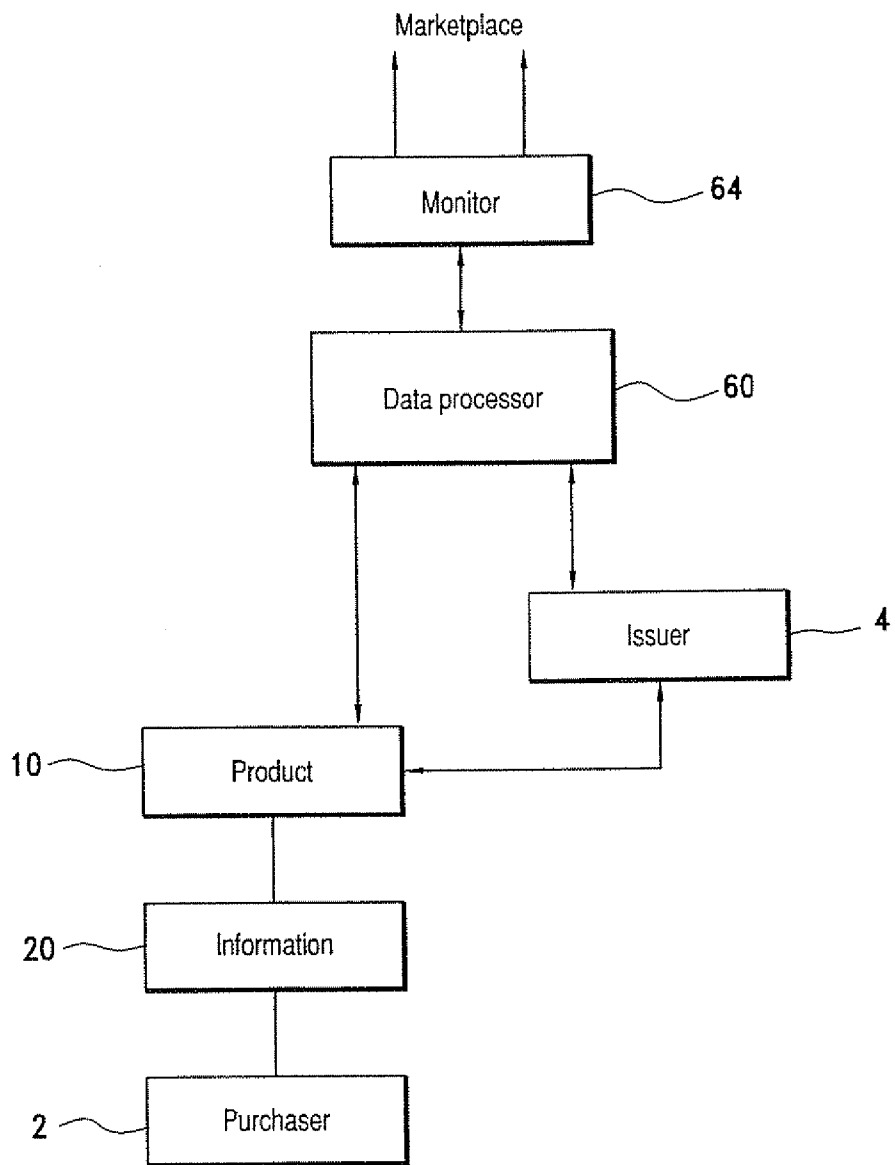 Marketplace
Monitor
64
Data processor
60
Issuer
4
10
Product
20
Information
2
Purchaser